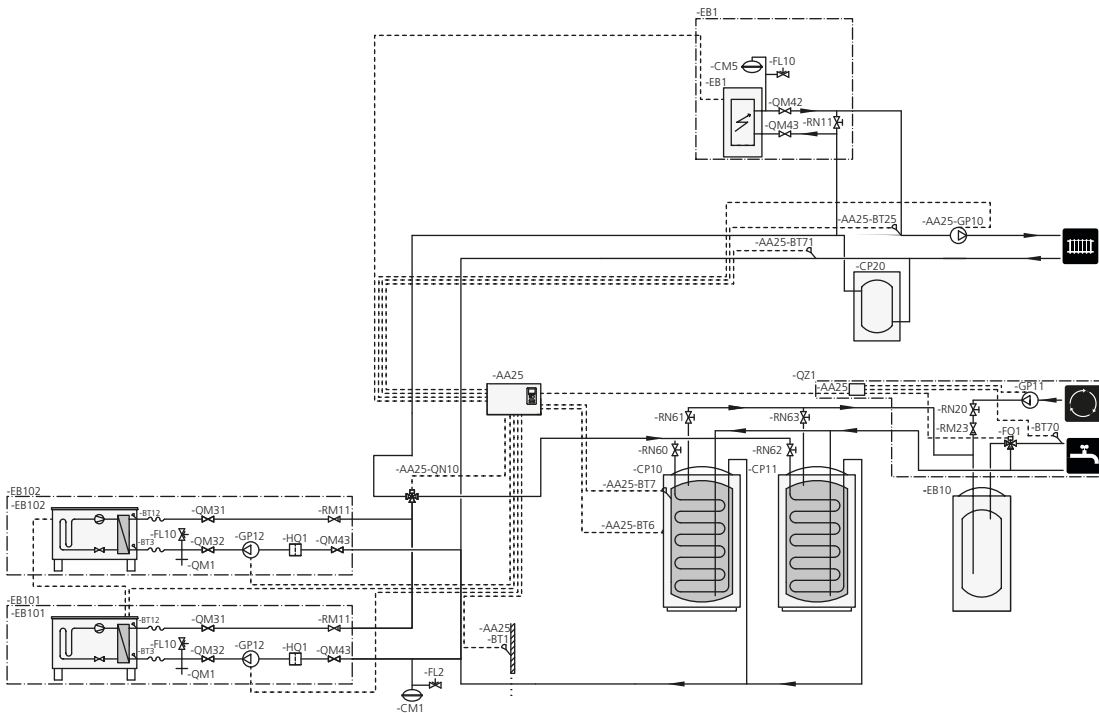 -EB1
-FL10
-CM5
-EB1
-QM42
-RN11
-QM43
-AA25-BT25
-AA25-GP10
-AA25-BT71
-CP20
-AA25
-QZ1
-AA25
-GP11
-RN61
-RN63
-RN20
-RM23
-FQ1
-BT70
-RN60
-RN62
-AA25-QN10
-CP10
-CP11
-AA25-BT7
-EB10
-AA25-BT6
-EB102
-EB102
-BT12
-QM31
-RM11
-FL10
-QM32
-GP12
-HQ1
-QM43
-BT3
-QM1
-EB101
-EB101
-BT12
-QM31
-RM11
-AA25
-BT1
-FL10
-QM32
-GP12
-HQ1
-QM43
-BT3
-QM1
-FL2
-CM1